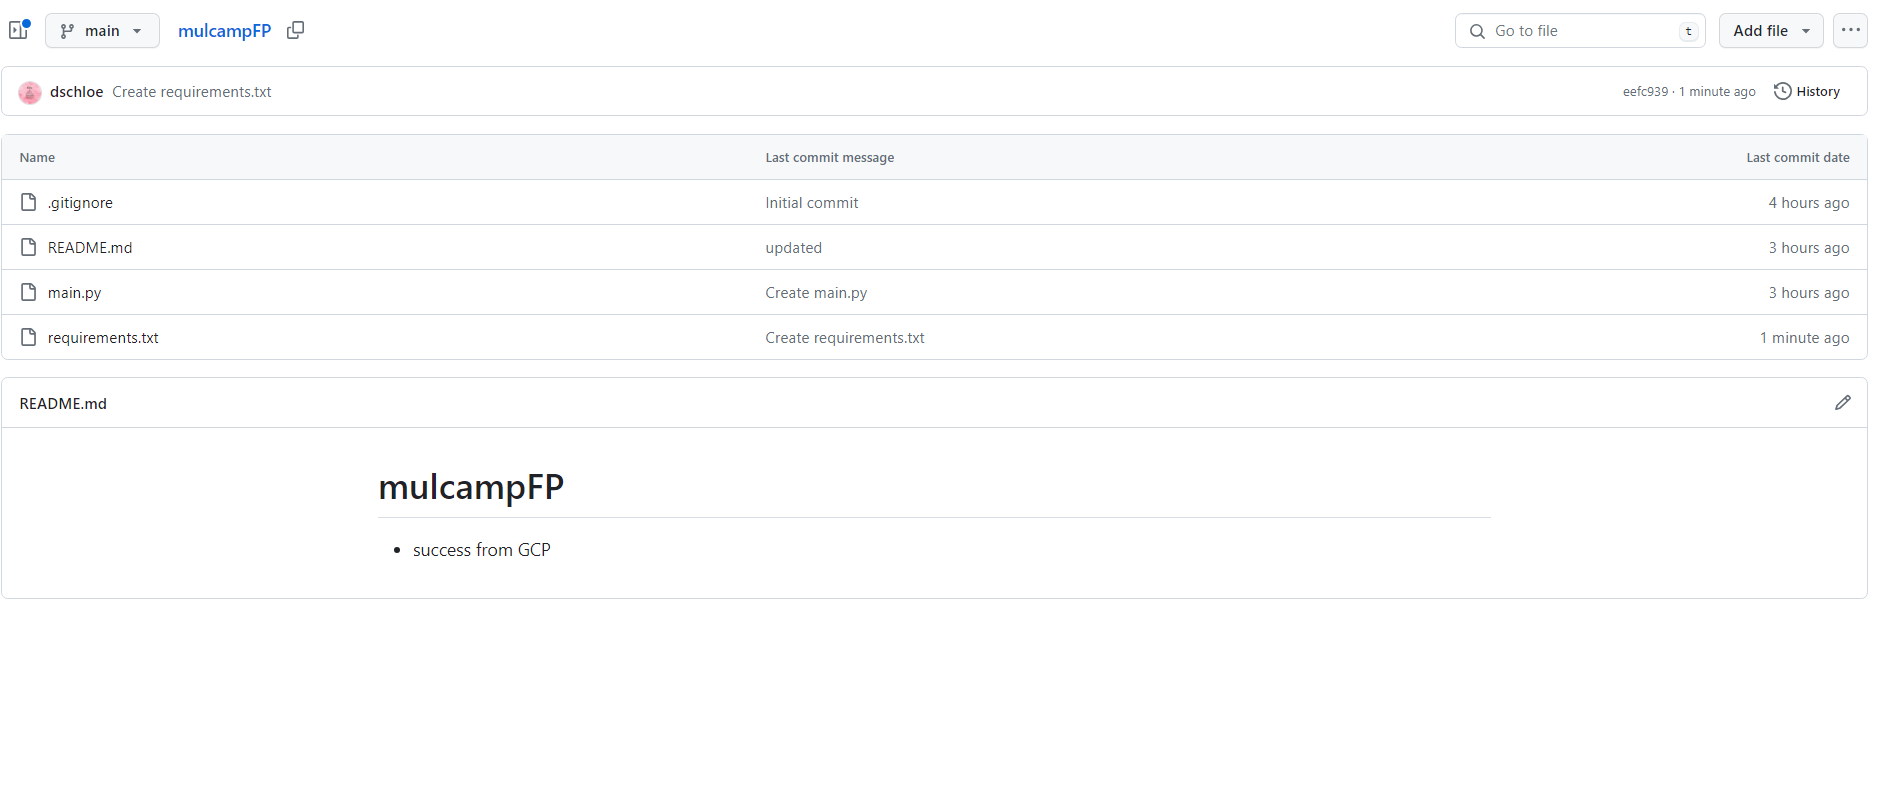 main mulcampFP Go to file t Add file
dschloe Create requirements.txt eefc939 · 1 minute ago History
Name Last commit message Last commit date
.gitignore Initial commit 4 hours ago
README.md updated 3 hours ago
main.py Create main.py 3 hours ago
requirements.txt Create requirements.txt 1 minute ago
README.md
mulcampFP
• success from GCP